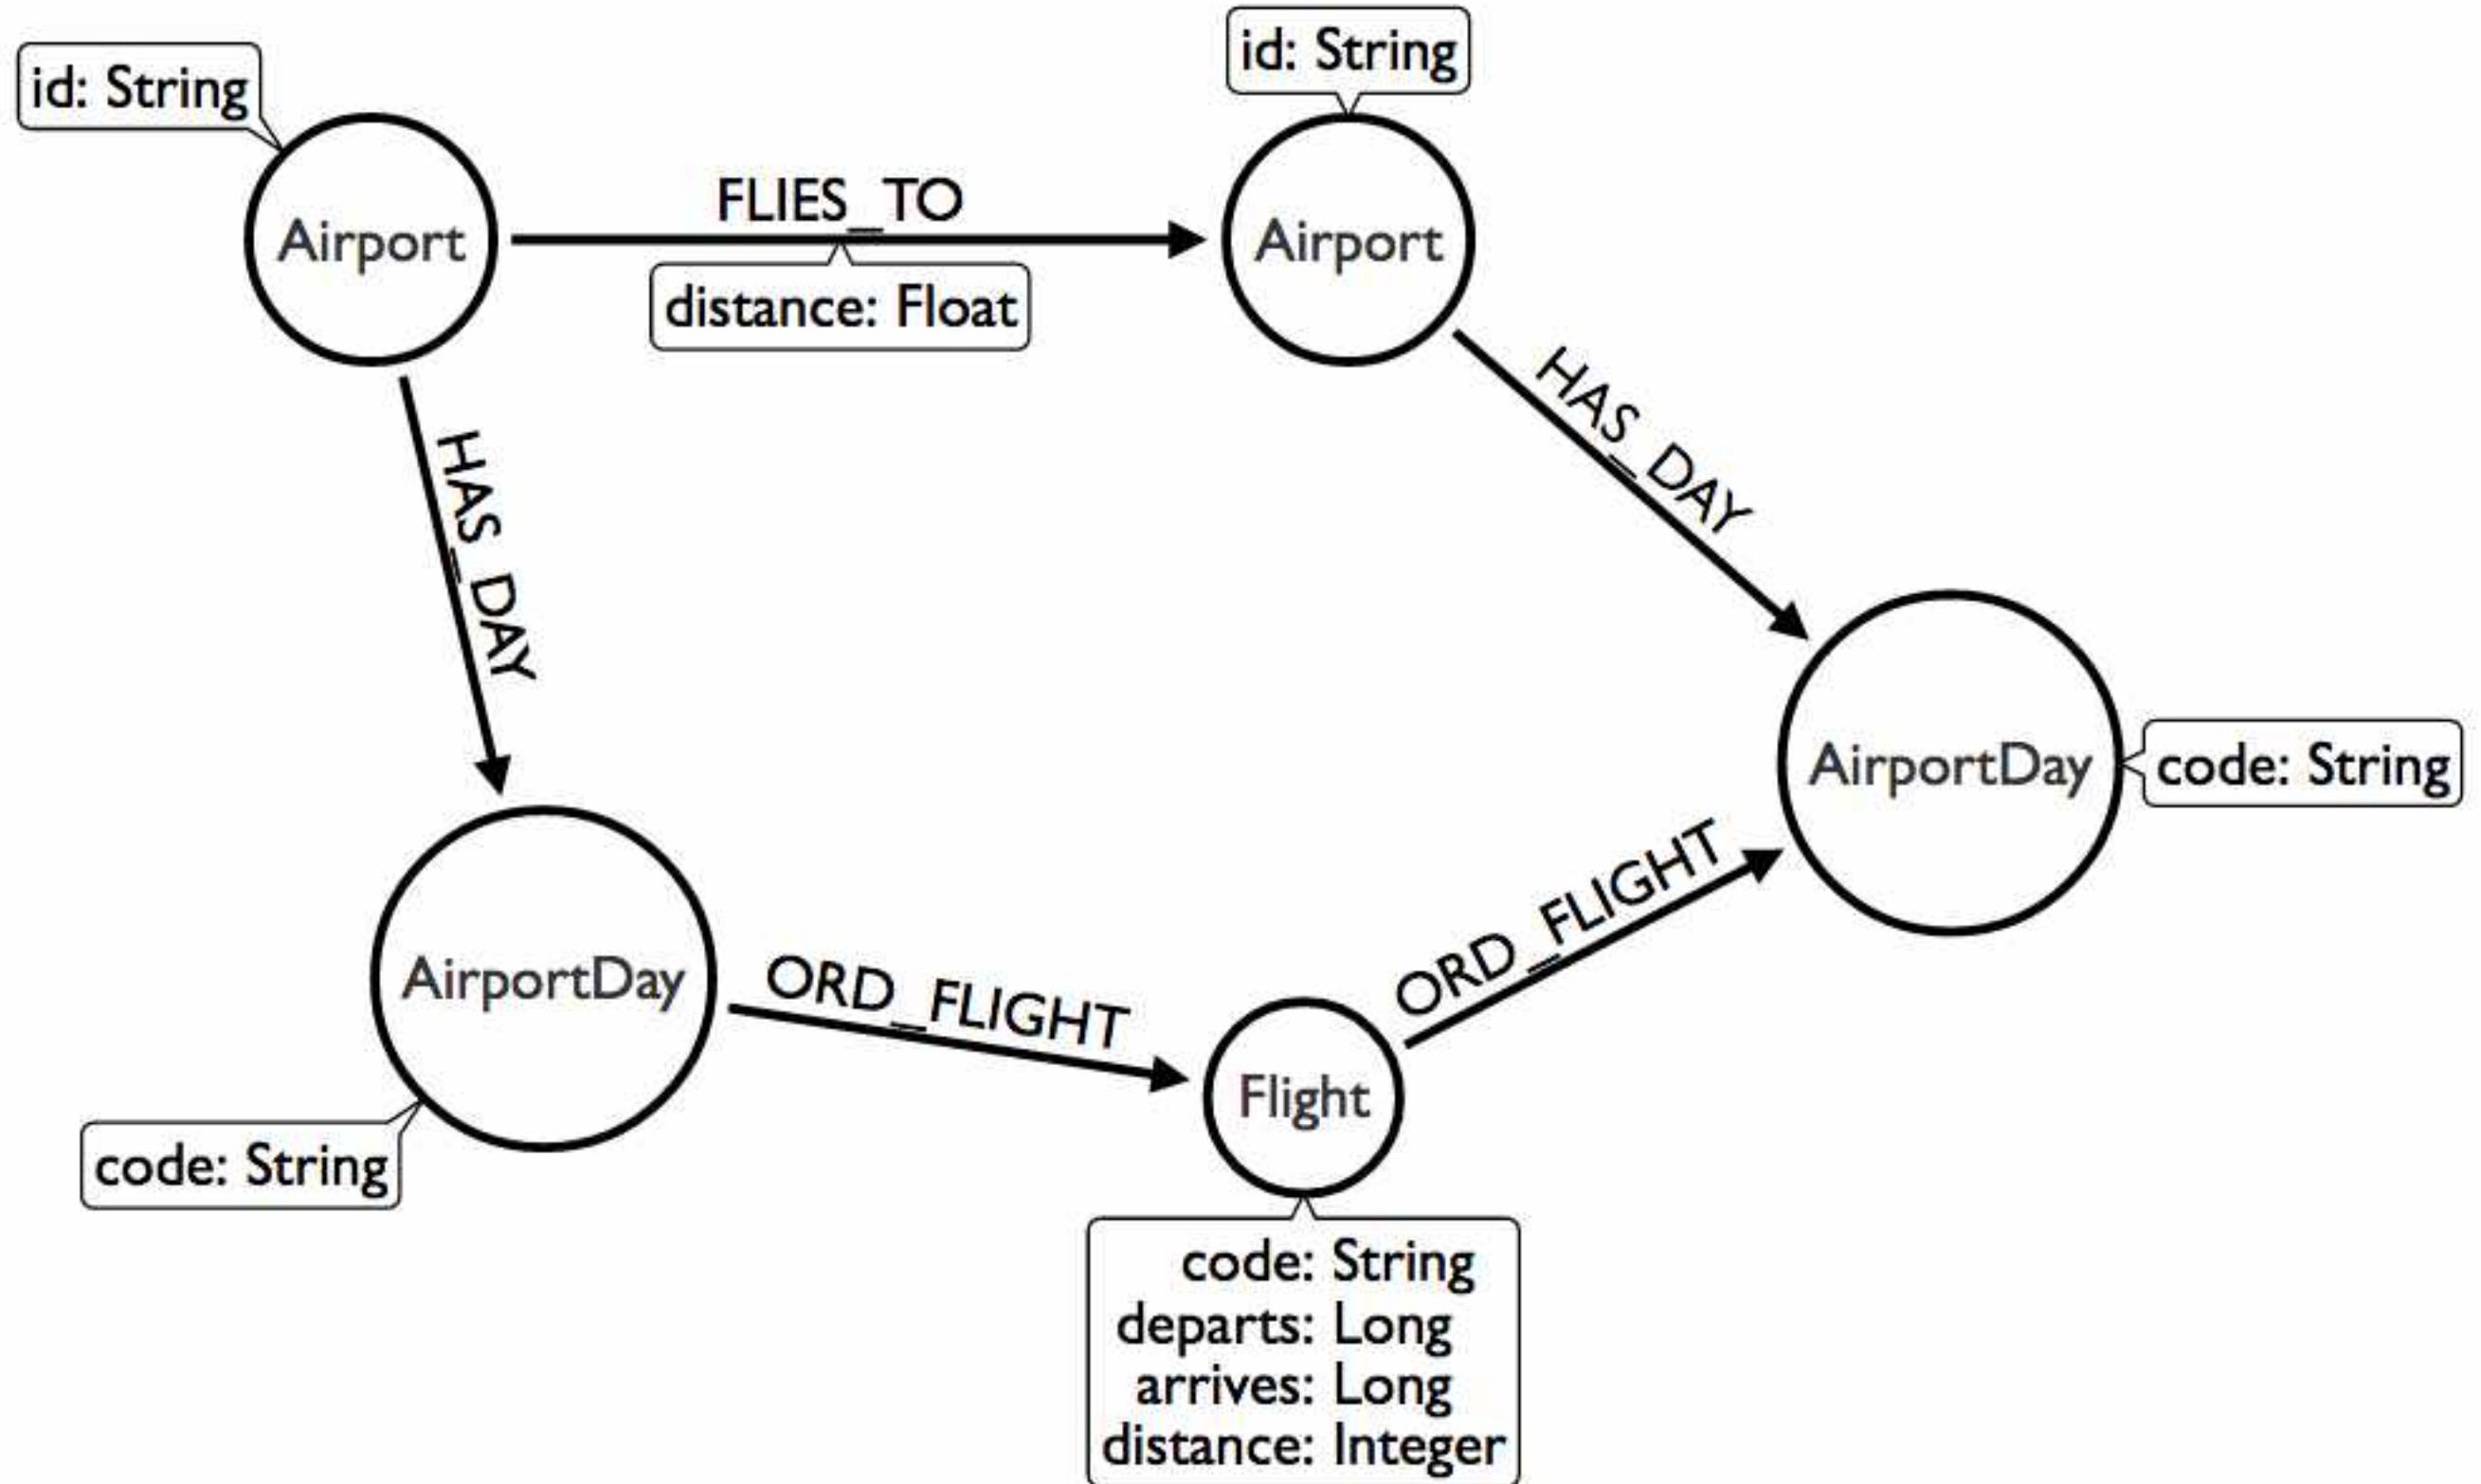 id: String
id: String
Airport
FLIES_TO
Airport
distance: Float
HAS_DAY
HAS_DAY
AirportDay
code: String
AirportDay
ORD_FLIGHT
ORD_FLIGHT
Flight
code: String
code: String
departs: Long
arrives: Long
distance: Integer